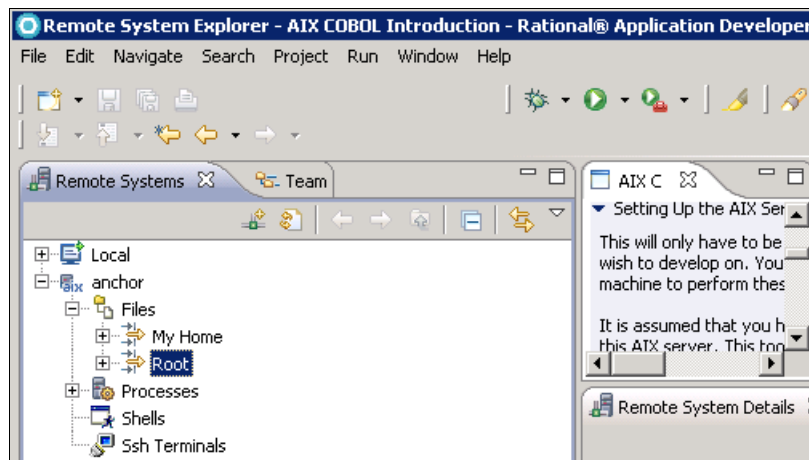 Remote System Explorer - AIX COBOL Introduction - Rational® Application Developer
File Edit Navigate Search Project Run Window Help
Remote Systems Team
AIX C
Local
anchor
Files
My Home
Root
Processes
Shells
Ssh Terminals
Setting Up the AIX Ser
This will only have to be
wish to develop on. You
machine to perform thes
It is assumed that you h
this AIX server. This tool
Remote System Details